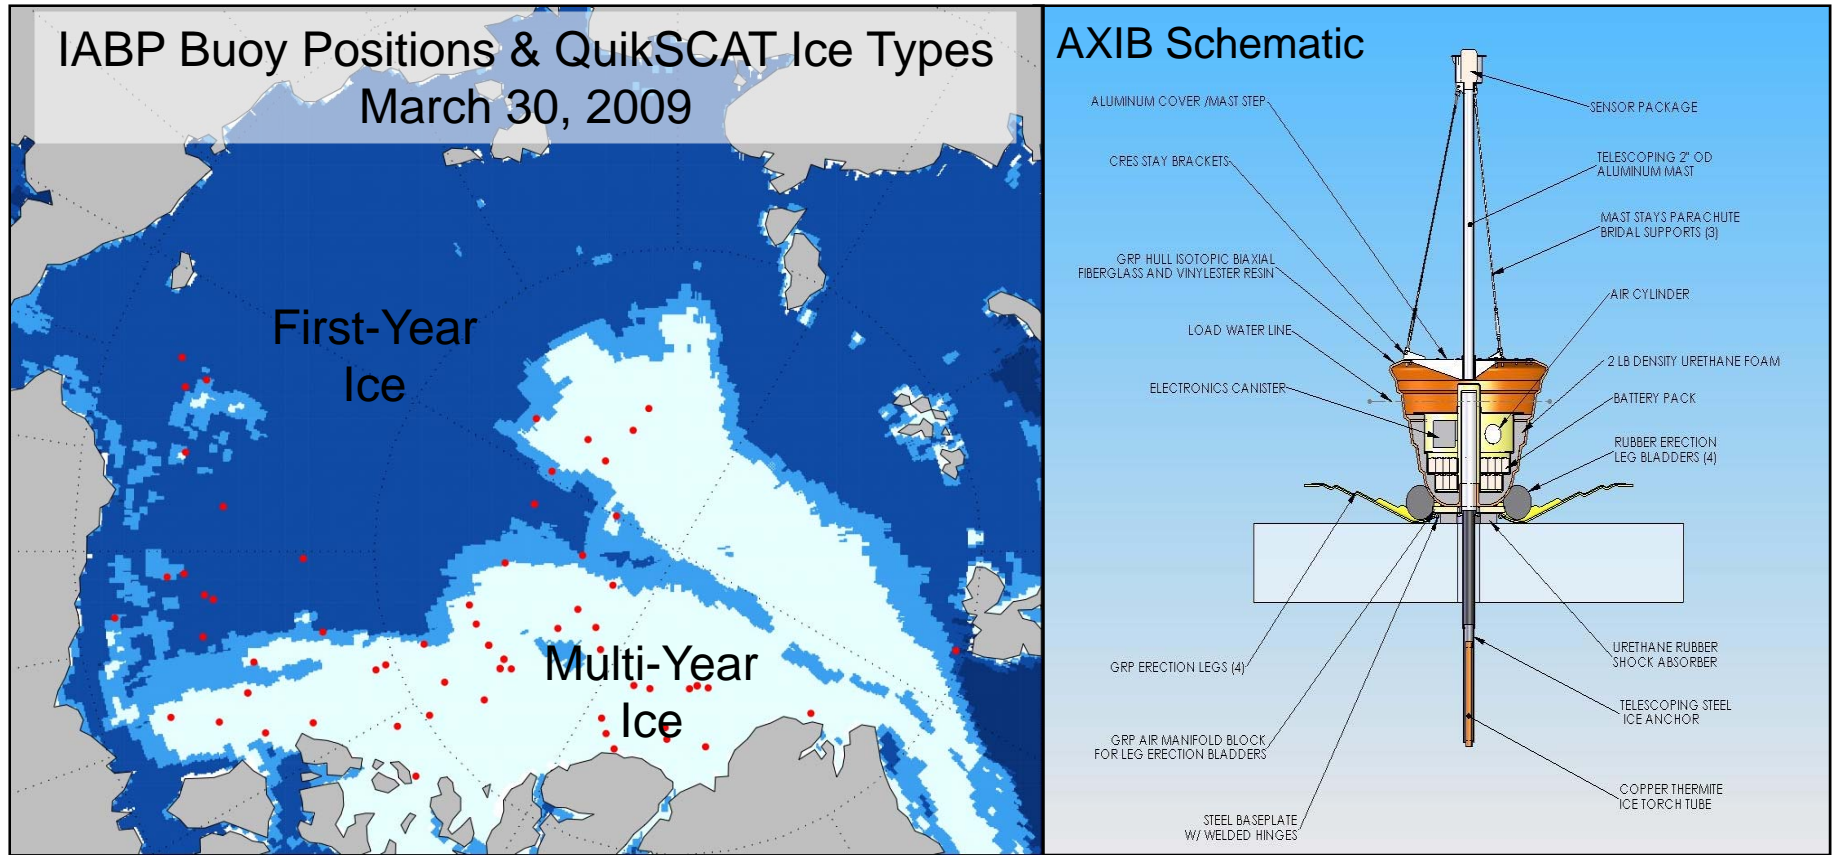 IABP Buoy Positions & QuikSCAT Ice Types
March 30, 2009
First-Year
Ice
Multi-Year
Ice
AXIB Schematic
ALUMINUM COVER /MAST STEP
CRES STAY BRACKETS
GRP HULL ISOTOPIC BIAXIAL
FIBERGLASS AND VINYLESTER RESIN
LOAD WATER LINE
ELECTRONICS CANISTER
GRP ERECTION LEGS (4)
GRP AIR MANIFOLD BLOCK
FOR LEG ERECTION BLADDERS
STEEL BASEPLATE
W/ WELDED HINGES
SENSOR PACKAGE
TELESCOPING 2" OD
ALUMINUM MAST
MAST STAYS PARACHUTE
BRIDAL SUPPORTS (3)
AIR CYLINDER
2 LB DENSITY URETHANE FOAM
BATTERY PACK
RUBBER ERECTION
LEG BLADDERS (4)
URETHANE RUBBER
SHOCK ABSORBER
TELESCOPING STEEL
ICE ANCHOR
COPPER THERMITE
ICE TORCH TUBE